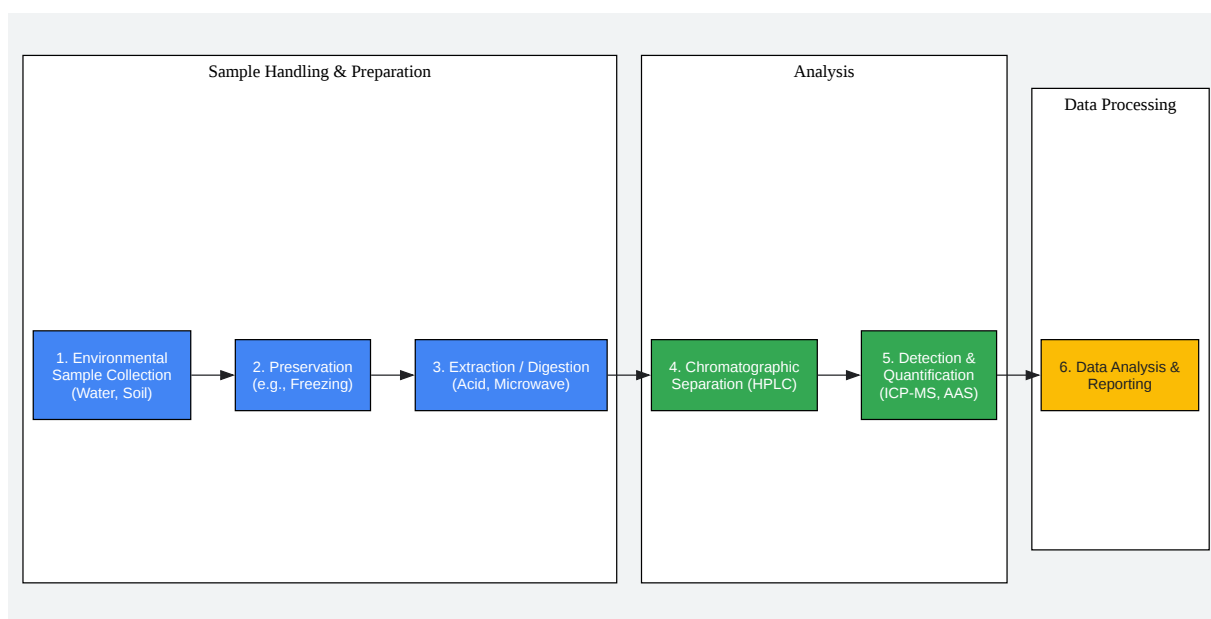 Sample Handling & Preparation
1. Environmental
Sample Collection
(Water, Soil)
2. Preservation
(e.g., Freezing)
3. Extraction / Digestion
(Acid, Microwave)
Analysis
4. Chromatographic
Separation (HPLC)
5. Detection &
Quantification
(ICP-MS, AAS)
Data Processing
6. Data Analysis &
Reporting